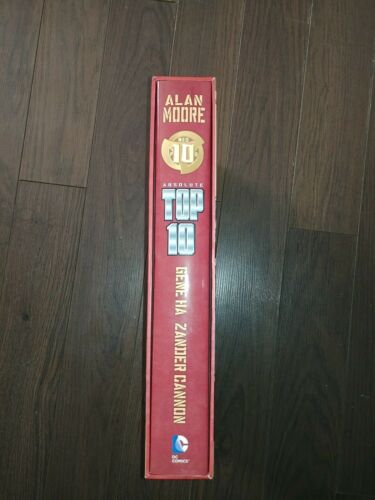 ALAN
MOORE
10
ABSOLUTE
TOP
10
GENE HA ZANDER CANNON
DC
COMICS